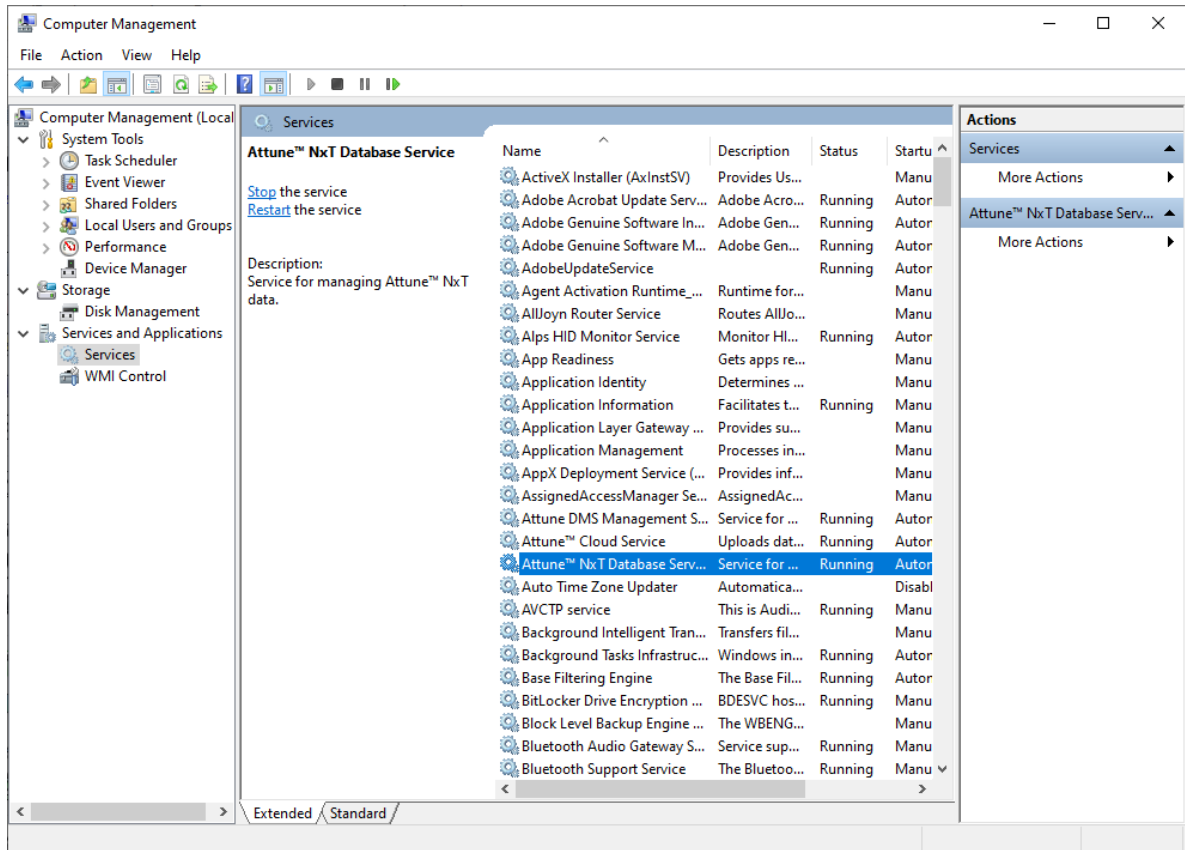 Computer Management
File Action View Help
Computer Management (Local
System Tools
Task Scheduler
Event Viewer
Shared Folders
Local Users and Groups
Performance
Device Manager
Storage
Disk Management
Services and Applications
Services
WMI Control
Services
Attune™ NxT Database Service
Stop the service
Restart the service
Description:
Service for managing Attune™ NxT
data.
Name Description Status Startu
ActiveX Installer (AxInstSV) Provides Us... Manu
Adobe Acrobat Update Serv... Adobe Acro... Running Autor
Adobe Genuine Software In... Adobe Gen... Running Autor
Adobe Genuine Software M... Adobe Gen... Running Autor
AdobeUpdateService Running Autor
Agent Activation Runtime_... Runtime for... Manu
AllJoyn Router Service Routes AllJo... Manu
Alps HID Monitor Service Monitor HI... Running Autor
App Readiness Gets apps re... Manu
Application Identity Determines ... Manu
Application Information Facilitates t... Running Manu
Application Layer Gateway ... Provides su... Manu
Application Management Processes in... Manu
AppX Deployment Service (... Provides inf... Manu
AssignedAccessManager Se... AssignedAc... Manu
Attune DMS Management S... Service for ... Running Autor
Attune™ Cloud Service Uploads dat... Running Autor
Attune™ NxT Database Serv... Service for ... Running Autor
Auto Time Zone Updater Automatica... Disabl
AVCTP service This is Audi... Running Manu
Background Intelligent Tran... Transfers fil... Manu
Background Tasks Infrastruc... Windows in... Running Autor
Base Filtering Engine The Base Fil... Running Autor
BitLocker Drive Encryption ... BDESVC hos... Running Manu
Block Level Backup Engine ... The WBENG... Manu
Bluetooth Audio Gateway S... Service sup... Running Manu
Bluetooth Support Service The Bluetoo... Running Manu
Extended Standard
Actions
Services
More Actions
Attune™ NxT Database Serv...
More Actions